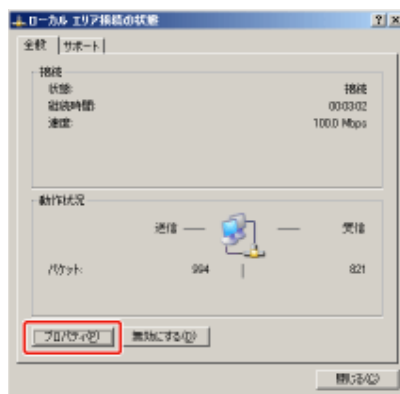 ローカル エリア接続の状態
全般 サポート
接続
状態: 接続
継続時間: 00:03:02
速度: 100.0 Mbps
動作状況
送信 — — 受信
パケット: 994 | 821
プロパティ(P) 無効にする(D)
閉じる(C)